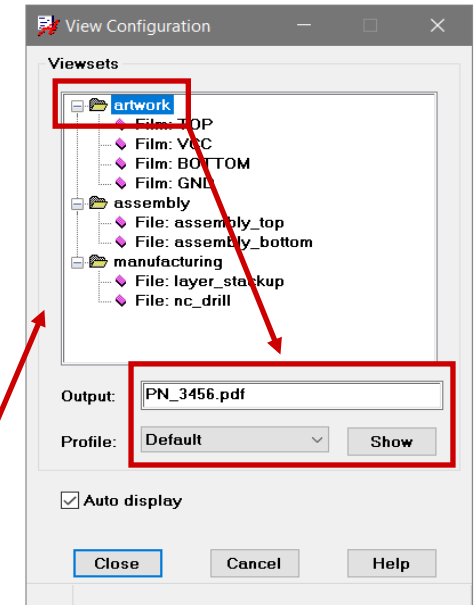 View Configuration
Viewsets
artwork
Film: TOP
Film: VCC
Film: BOTTOM
Film: GND
assembly
File: assembly_top
File: assembly_bottom
manufacturing
File: layer_stackup
File: nc_drill
Output: PN_3456.pdf
Profile: Default Show
Auto display
Close Cancel Help